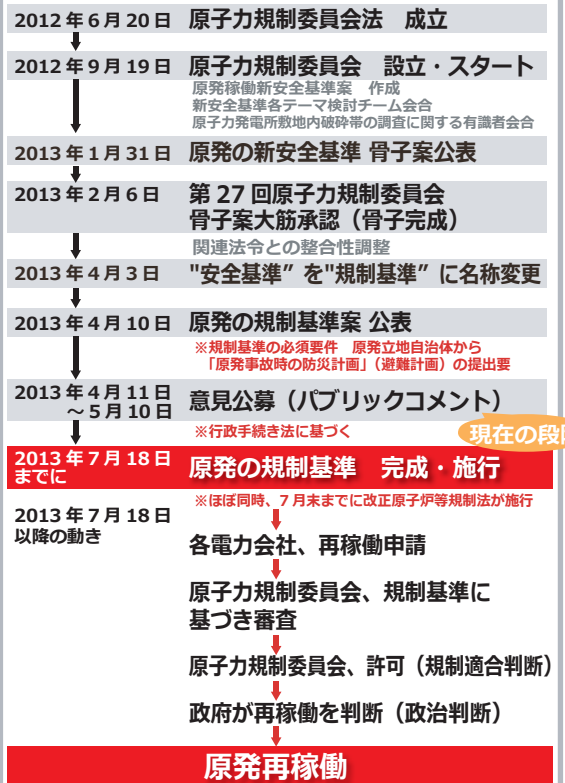 2012年6月20日 原子力規制委員会法 成立
2012年9月19日 原子力規制委員会 設立・スタート
原発稼働新安全基準案 作成
新安全基準各テーマ検討チーム会合
原子力発電所敷地内破砕帯の調査に関する有識者会合
2013年1月31日 原発の新安全基準 骨子案公表
2013年2月6日 第27回原子力規制委員会
骨子案大筋承認（骨子完成）
関連法令との整合性調整
2013年4月3日 "安全基準”を"規制基準”に名称変更
2013年4月10日 原発の規制基準案 公表
※規制基準の必須要件 原発立地自治体から
「原発事故時の防災計画」（避難計画）の提出要
2013年4月11日
～5月10日 意見公募（パブリックコメント）
※行政手続き法に基づく
現在の段
2013年7月18日
までに 原発の規制基準 完成・施行
※ほぼ同時、7月末までに改正原子炉等規制法が施行
2013年7月18日
以降の動き
各電力会社、再稼働申請
原子力規制委員会、規制基準に
基づき審査
原子力規制委員会、許可（規制適合判断）
政府が再稼働を判断（政治判断）
原発再稼働